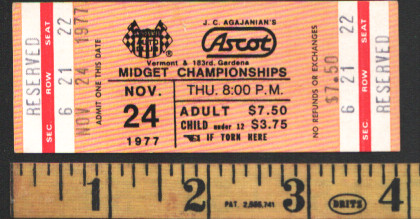 RESERVED
SEC. ROW SEAT
6 21 22
NOV 24 1977
ADMIT ONE THIS DATE
J. C. AGAJANIAN'S
Ascot
Vermont & 183rd. Gardena
MIDGET CHAMPIONSHIPS
NOV. THU. 8:00 P.M.
24 ADULT $7.50
CHILD under 12 $3.75
1977 IF TORN HERE
NO REFUNDS OR EXCHANGES
$7.50
RESERVED
6 21 22
SEC. ROW SEAT
1 2 3 4
PAT 2,556,741
DRITS